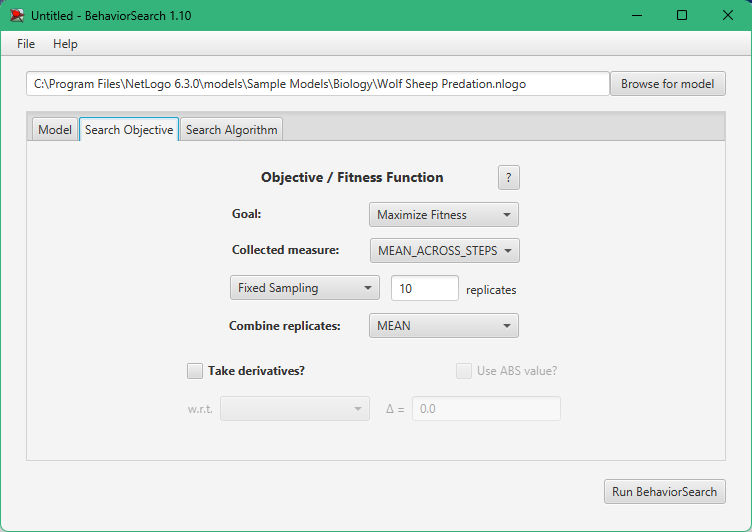 Untitled - BehaviorSearch 1.10
File Help
C:\Program Files\NetLogo 6.3.0\models\Sample Models\Biology\Wolf Sheep Predation.nlogo Browse for model
Model Search Objective Search Algorithm
Objective / Fitness Function ?
Goal: Maximize Fitness
Collected measure: MEAN_ACROSS_STEPS
Fixed Sampling 10 replicates
Combine replicates: MEAN
Take derivatives? Use ABS value?
w.r.t. Δ = 0.0
Run BehaviorSearch